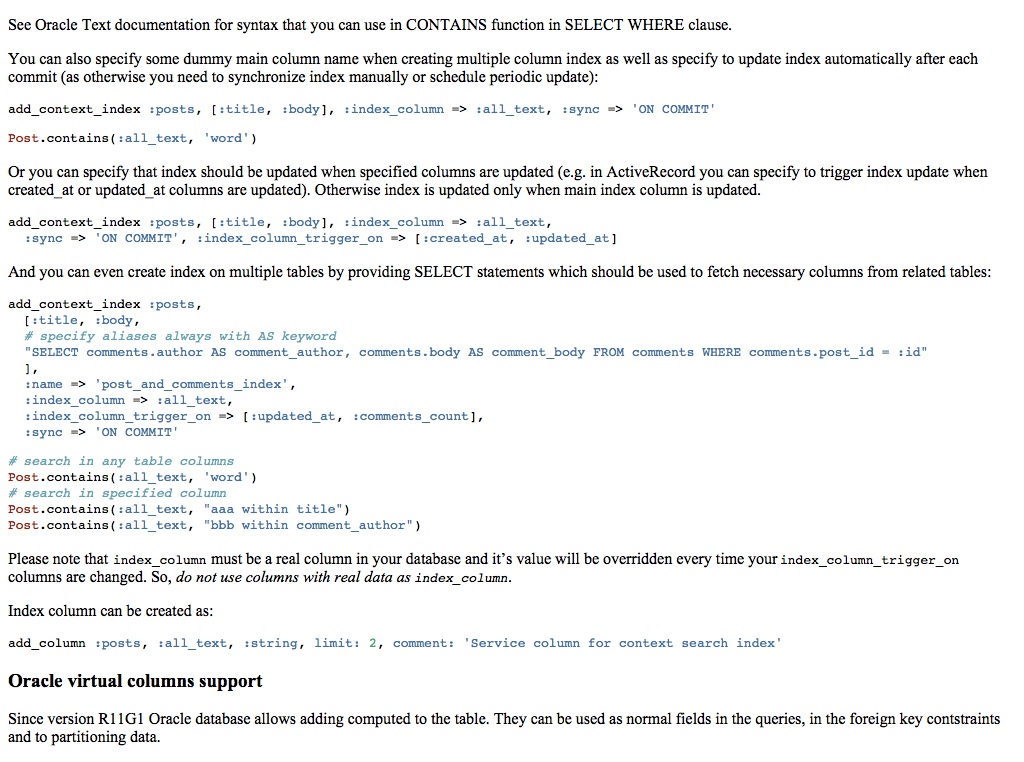 See Oracle Text documentation for syntax that you can use in CONTAINS function in SELECT WHERE clause.
You can also specify some dummy main column name when creating multiple column index as well as specify to update index automatically after each
commit (as otherwise you need to synchronize index manually or schedule periodic update):
add_context_index :posts, [:title, :body], :index_column => :all_text, :sync => 'ON COMMIT'
Post.contains(:all_text, 'word')
Or you can specify that index should be updated when specified columns are updated (e.g. in ActiveRecord you can specify to trigger index update when
created_at or updated_at columns are updated). Otherwise index is updated only when main index column is updated.
add_context_index :posts, [:title, :body], :index_column => :all_text,
  :sync => 'ON COMMIT', :index_column_trigger_on => [:created_at, :updated_at]
And you can even create index on multiple tables by providing SELECT statements which should be used to fetch necessary columns from related tables:
add_context_index :posts,
  [:title, :body,
  # specify aliases always with AS keyword
  "SELECT comments.author AS comment_author, comments.body AS comment_body FROM comments WHERE comments.post_id = :id"
  ],
  :name => 'post_and_comments_index',
  :index_column => :all_text,
  :index_column_trigger_on => [:updated_at, :comments_count],
  :sync => 'ON COMMIT'
# search in any table columns
Post.contains(:all_text, 'word')
# search in specified column
Post.contains(:all_text, "aaa within title")
Post.contains(:all_text, "bbb within comment_author")
Please note that index_column must be a real column in your database and it's value will be overridden every time your index_column_trigger_on
columns are changed. So, do not use columns with real data as index_column.
Index column can be created as:
add_column :posts, :all_text, :string, limit: 2, comment: 'Service column for context search index'
Oracle virtual columns support
Since version R11G1 Oracle database allows adding computed to the table. They can be used as normal fields in the queries, in the foreign key contstraints
and to partitioning data.